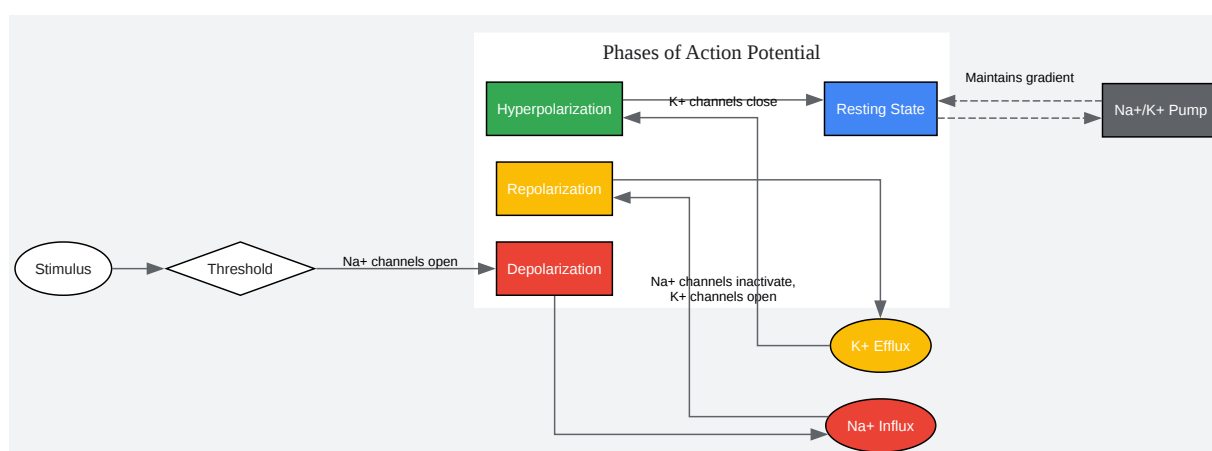 Phases of Action Potential
Hyperpolarization
K+ channels close
Resting State
Maintains gradient
Na+/K+ Pump
Repolarization
Stimulus
Threshold
Na+ channels open
Depolarization
Na+ channels inactivate,
K+ channels open
K+ Efflux
Na+ Influx